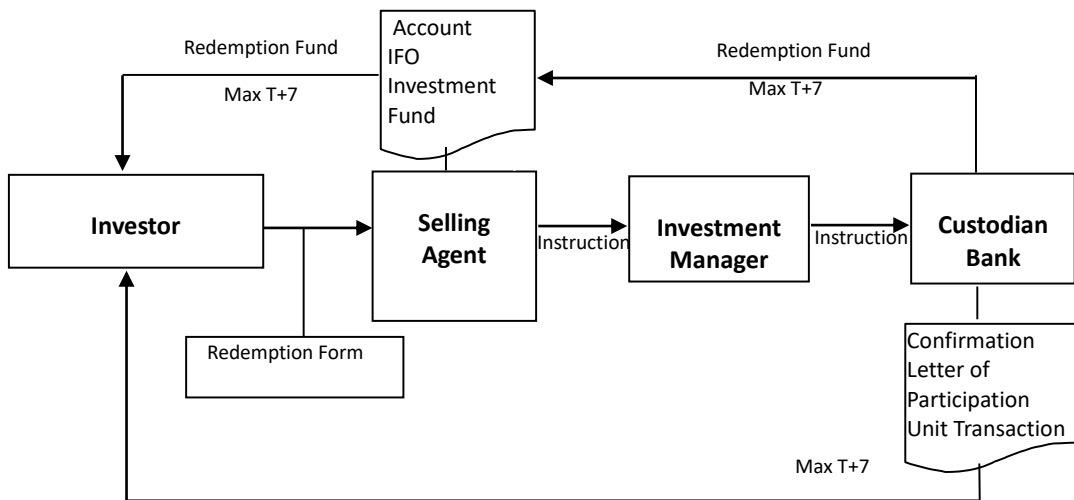 Redemption Fund
Max T+7
Account
IFO
Investment
Fund
Redemption Fund
Max T+7
Investor
Selling
Agent
Instruction
Investment
Manager
Instruction
Custodian
Bank
Redemption Form
Confirmation
Letter of
Participation
Unit Transaction
Max T+7